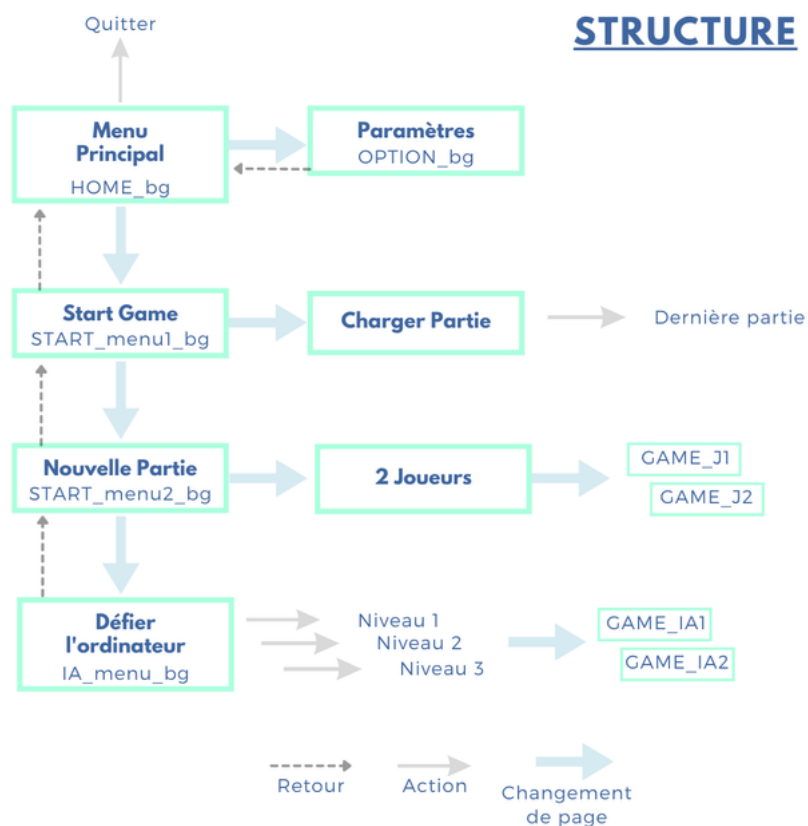 Quitter
STRUCTURE
Menu
Principal
HOME_bg
Paramètres
OPTION_bg
Start Game
START_menu1_bg
Charger Partie
Dernière partie
Nouvelle Partie
START_menu2_bg
2 Joueurs
GAME_J1
GAME_J2
Défier
l'ordinateur
IA_menu_bg
Niveau 1
Niveau 2
Niveau 3
GAME_IA1
GAME_IA2
Retour
Action
Changement
de page